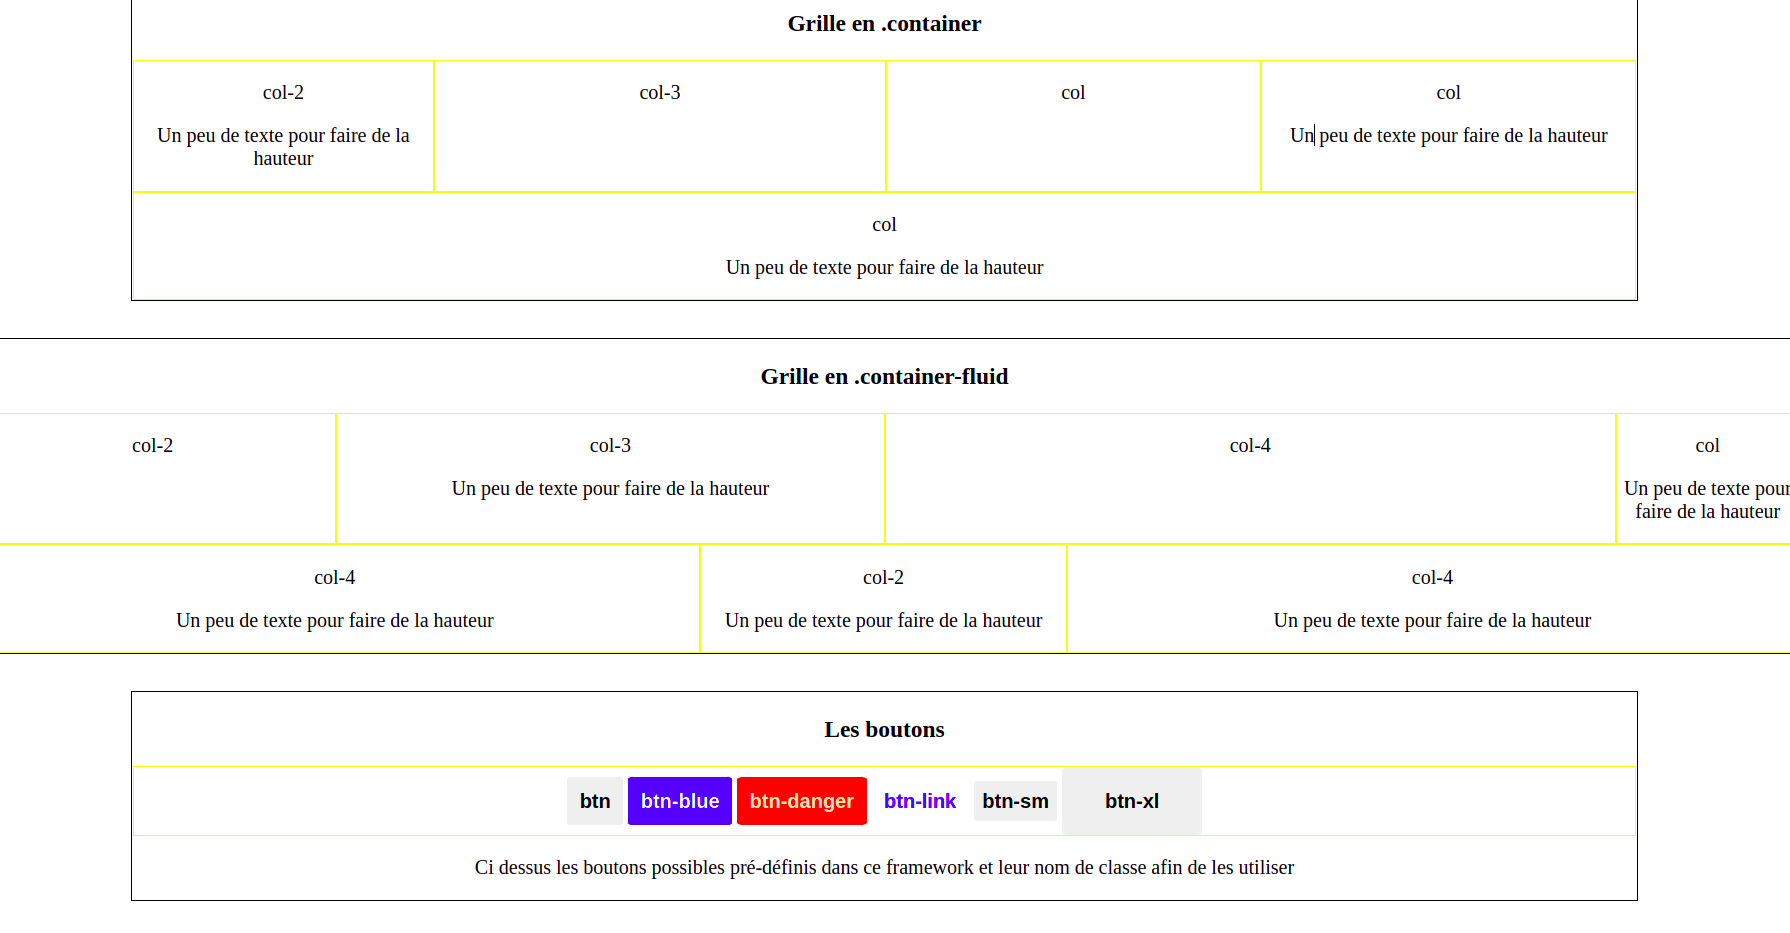 Grille en .container
col-2
col-3
col
col
Un peu de texte pour faire de la
hauteur
Un peu de texte pour faire de la hauteur
col
Un peu de texte pour faire de la hauteur
Grille en .container-fluid
col-2
col-3
col-4
col
Un peu de texte pour faire de la hauteur
Un peu de texte pour
faire de la hauteur
col-4
col-2
col-4
Un peu de texte pour faire de la hauteur
Un peu de texte pour faire de la hauteur
Un peu de texte pour faire de la hauteur
Les boutons
btn
btn-blue
btn-danger
btn-link
btn-sm
btn-xl
Ci dessus les boutons possibles pré-définis dans ce framework et leur nom de classe afin de les utiliser